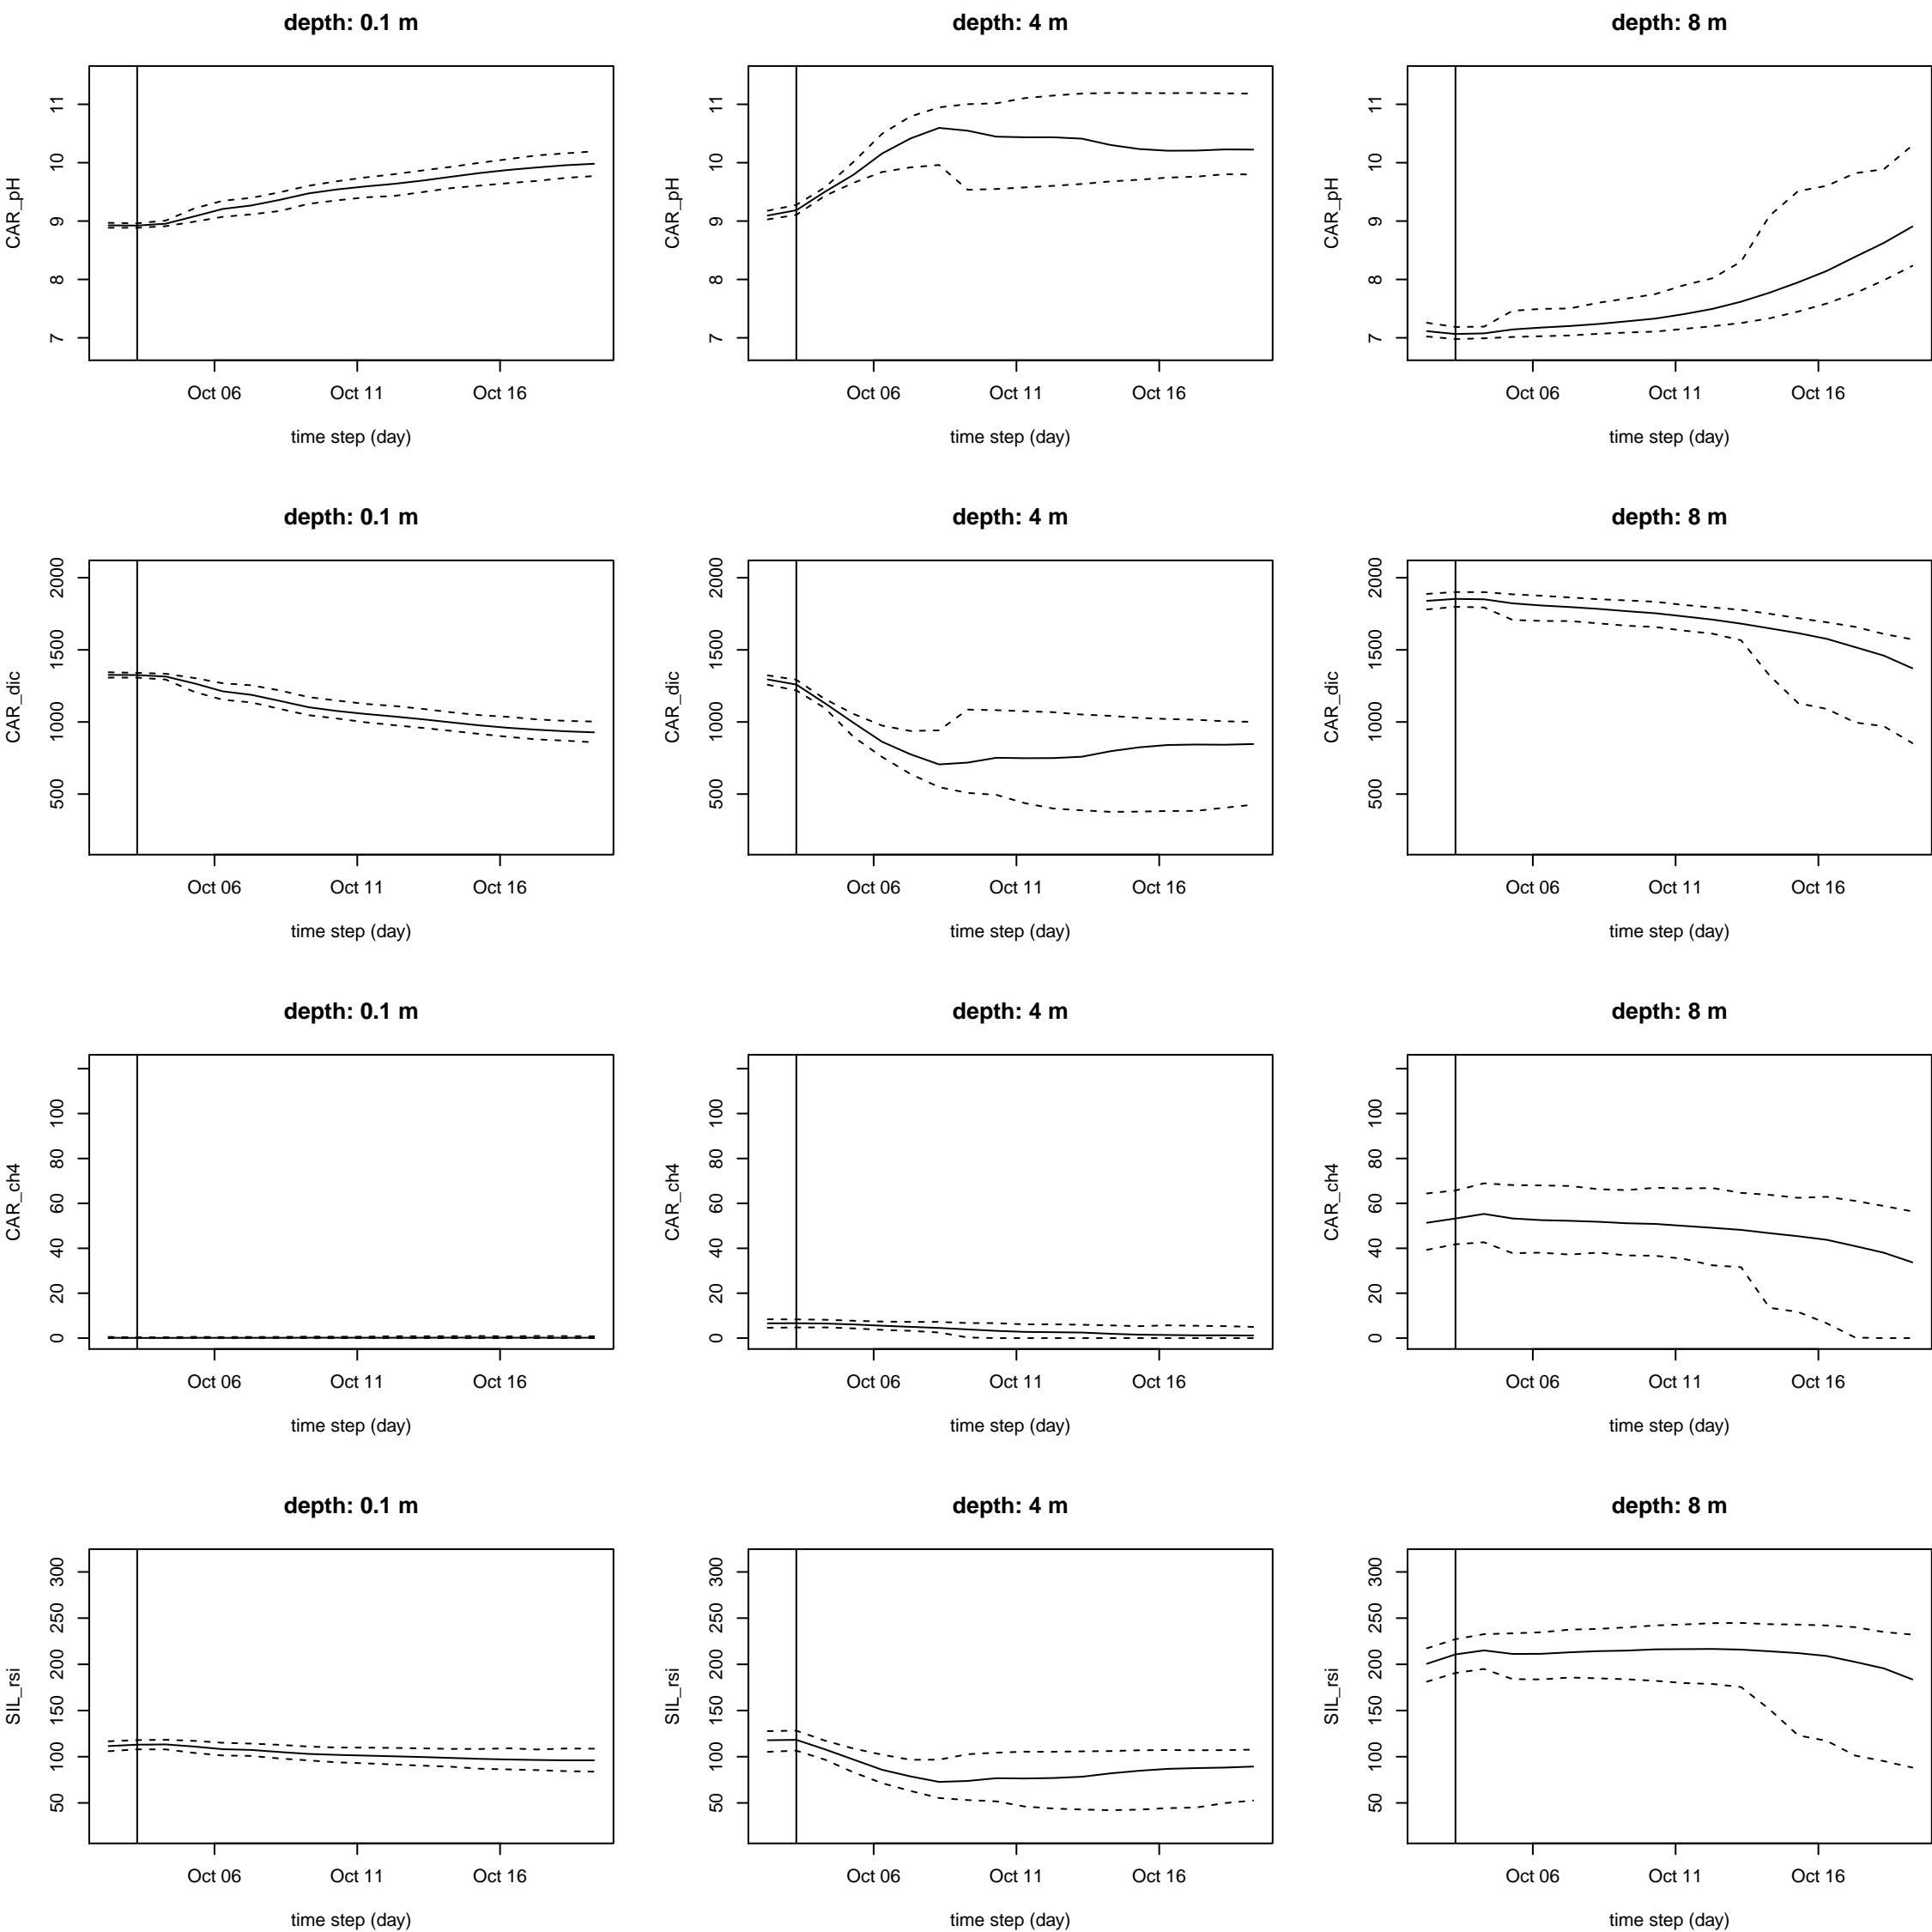 depth: 0.1 m
depth: 4 m
depth: 8 m
CAR_pH
7 8 9 10 11
Oct 06 Oct 11 Oct 16
time step (day)
CAR_pH
7 8 9 10 11
Oct 06 Oct 11 Oct 16
time step (day)
CAR_pH
7 8 9 10 11
Oct 06 Oct 11 Oct 16
time step (day)
depth: 0.1 m
depth: 4 m
depth: 8 m
CAR_dic
500 1000 1500 2000
Oct 06 Oct 11 Oct 16
time step (day)
CAR_dic
500 1000 1500 2000
Oct 06 Oct 11 Oct 16
time step (day)
CAR_dic
500 1000 1500 2000
Oct 06 Oct 11 Oct 16
time step (day)
depth: 0.1 m
depth: 4 m
depth: 8 m
CAR_ch4
0 20 40 60 80 100
Oct 06 Oct 11 Oct 16
time step (day)
CAR_ch4
0 20 40 60 80 100
Oct 06 Oct 11 Oct 16
time step (day)
CAR_ch4
0 20 40 60 80 100
Oct 06 Oct 11 Oct 16
time step (day)
depth: 0.1 m
depth: 4 m
depth: 8 m
SIL_rsi
50 100 150 200 250 300
Oct 06 Oct 11 Oct 16
time step (day)
SIL_rsi
50 100 150 200 250 300
Oct 06 Oct 11 Oct 16
time step (day)
SIL_rsi
50 100 150 200 250 300
Oct 06 Oct 11 Oct 16
time step (day)